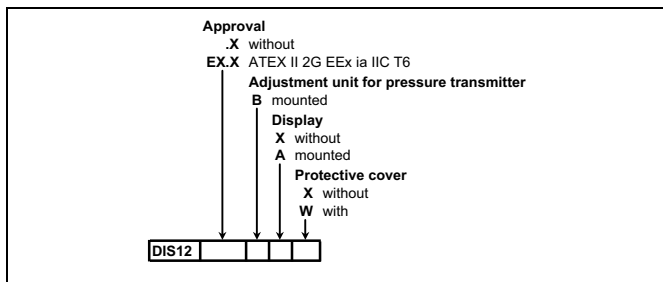 Approval
.X without
EX.X ATEX II 2G EEx ia IIC T6
Adjustment unit for pressure transmitter
B mounted
Display
X without
A mounted
Protective cover
X without
W with
DIS12